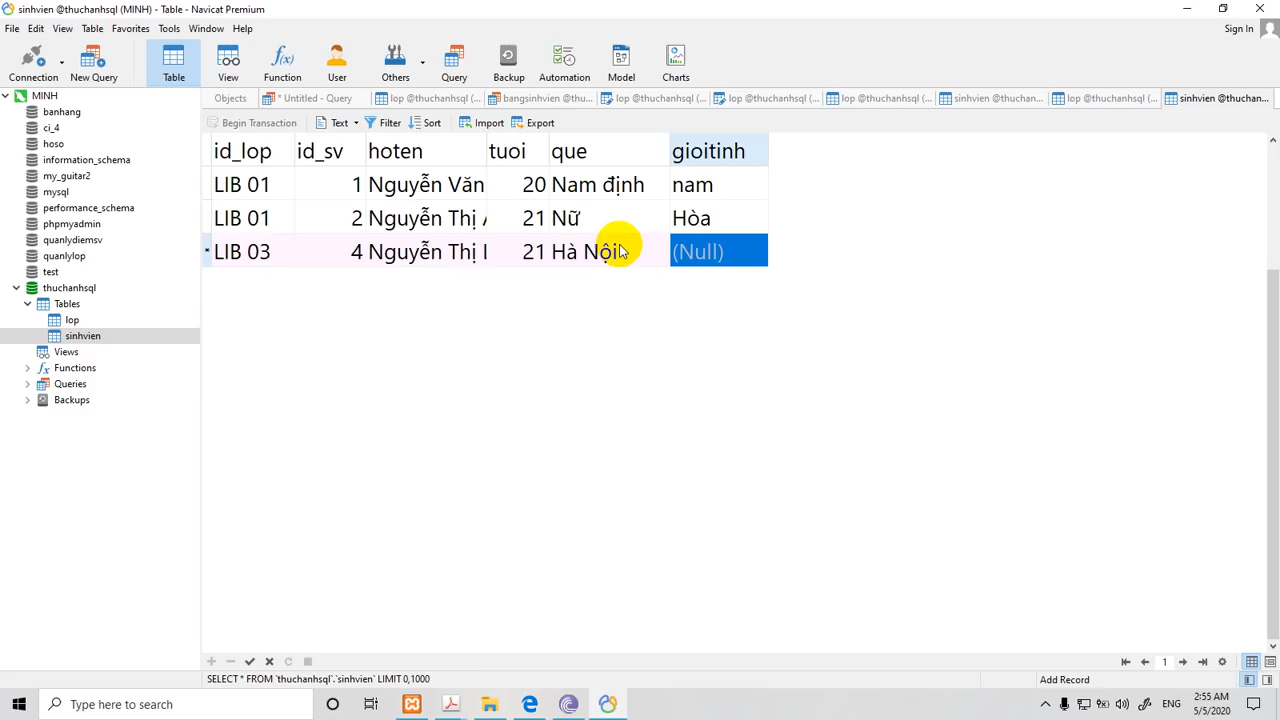 sinhvien @thuchanhsql (MINH) - Table - Navicat Premium
File Edit View Table Favorites Tools Window Help
Sign In
Connection New Query Table View Function User Others Query Backup Automation Model Charts
MINH
banhang
ci_4
hoso
information_schema
my_guitar2
mysql
performance_schema
phpmyadmin
quanlydiemsv
quanlylop
test
thuchanhsql
Tables
lop
sinhvien
Views
Functions
Queries
Backups
Objects * Untitled - Query lop @thuchanhsql (... bangsinhvien @thu... lop @thuchanhsql (... lop @thuchanhsql (... lop @thuchanhsql (... sinhvien @thuchan... lop @thuchanhsql (... sinhvien @thuchan...
Begin Transaction Text Filter Sort Import Export
id_lop id_sv hoten tuoi que gioitinh
LIB 01 1 Nguyễn Văn 20 Nam định nam
LIB 01 2 Nguyễn Thị 21 Nữ Hòa
* LIB 03 4 Nguyễn Thị 21 Hà Nội (Null)
1
SELECT * FROM `thuchanhsql`.`sinhvien` LIMIT 0,1000
Add Record
Type here to search
ENG
2:55 AM
5/5/2020